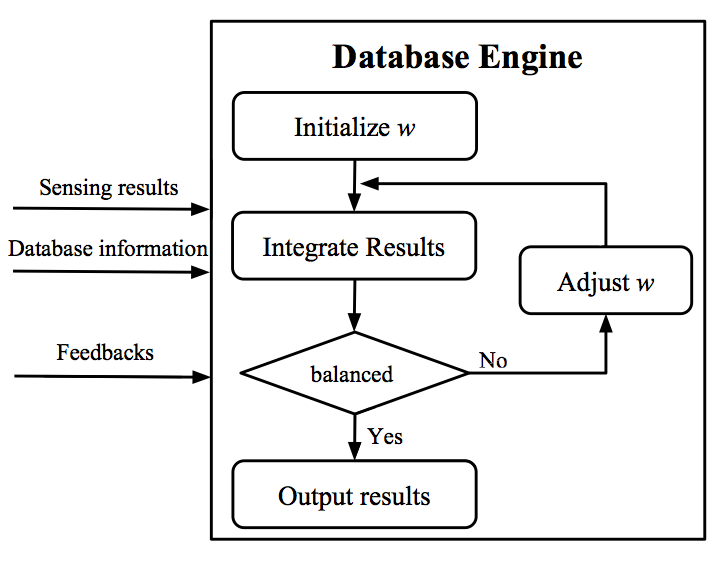 Database Engine
Initialize w
Sensing results
Database information
Integrate Results
Adjust w
Feedbacks
balanced
No
Yes
Output results